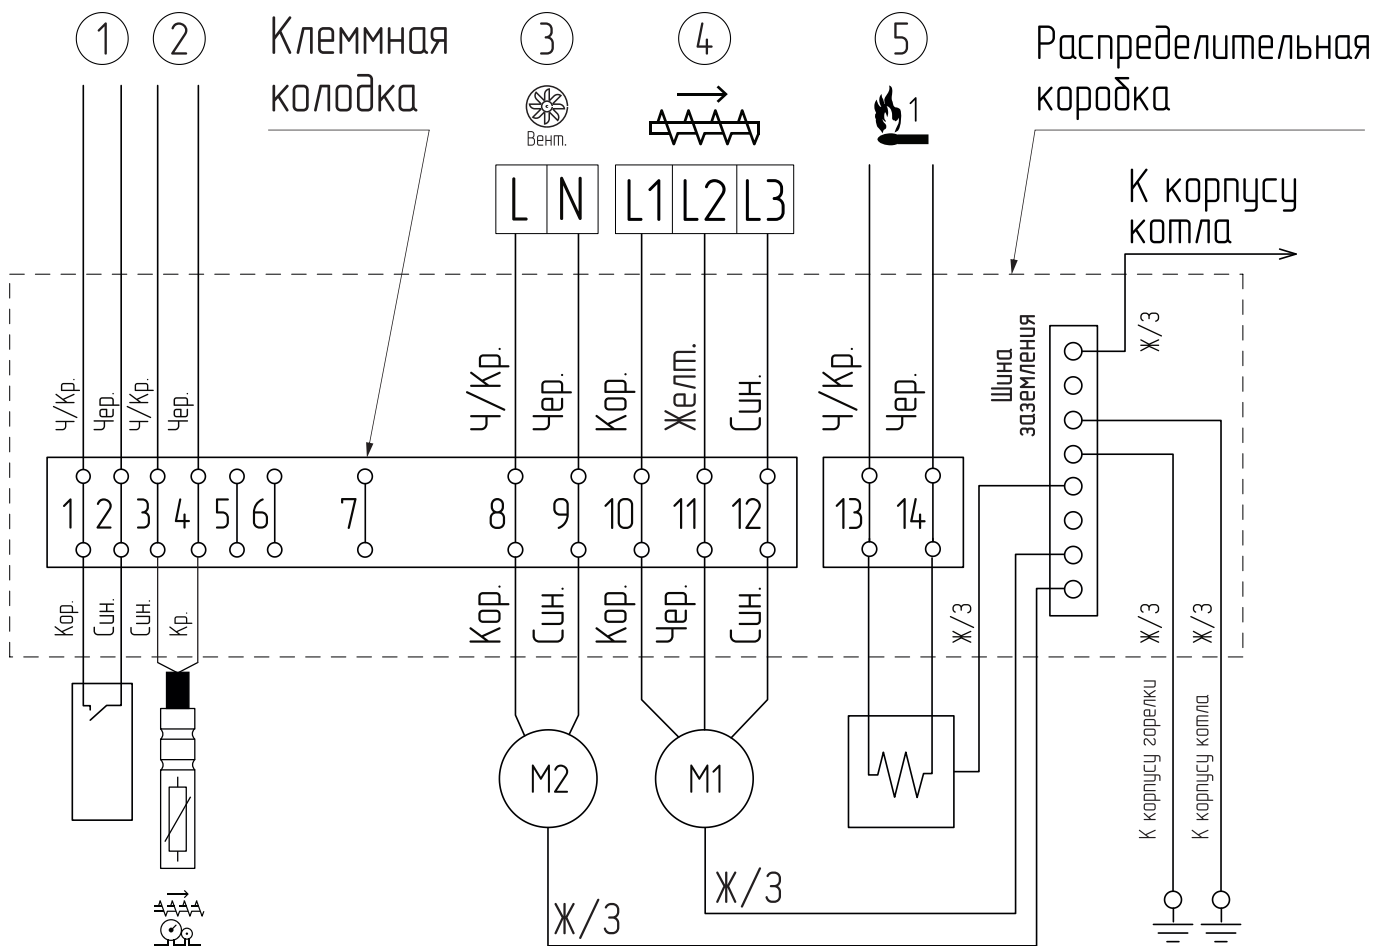 1
2
Клеммная
колодка
3
Вент.
4
5
1
Распределительная
коробка
К корпусу
котла
L
N
L1
L2
L3
Ч/Кр.
Чер.
Ч/Кр.
Чер.
Ч/Кр.
Чер.
Кор.
Желт.
Син.
Ч/Кр.
Чер.
Шина
заземления
Ж/З
1
2
3
4
5
6
7
8
9
10
11
12
13
14
Кор.
Син.
Син.
Кр.
Кор.
Син.
Кор.
Чер.
Син.
Ж/З
Ж/З
Ж/З
М2
М1
К корпусу горелки
К корпусу котла
Ж/З
Ж/З